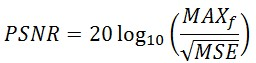 PSNR = 20 log₁₀ (MAX_f / √MSE)